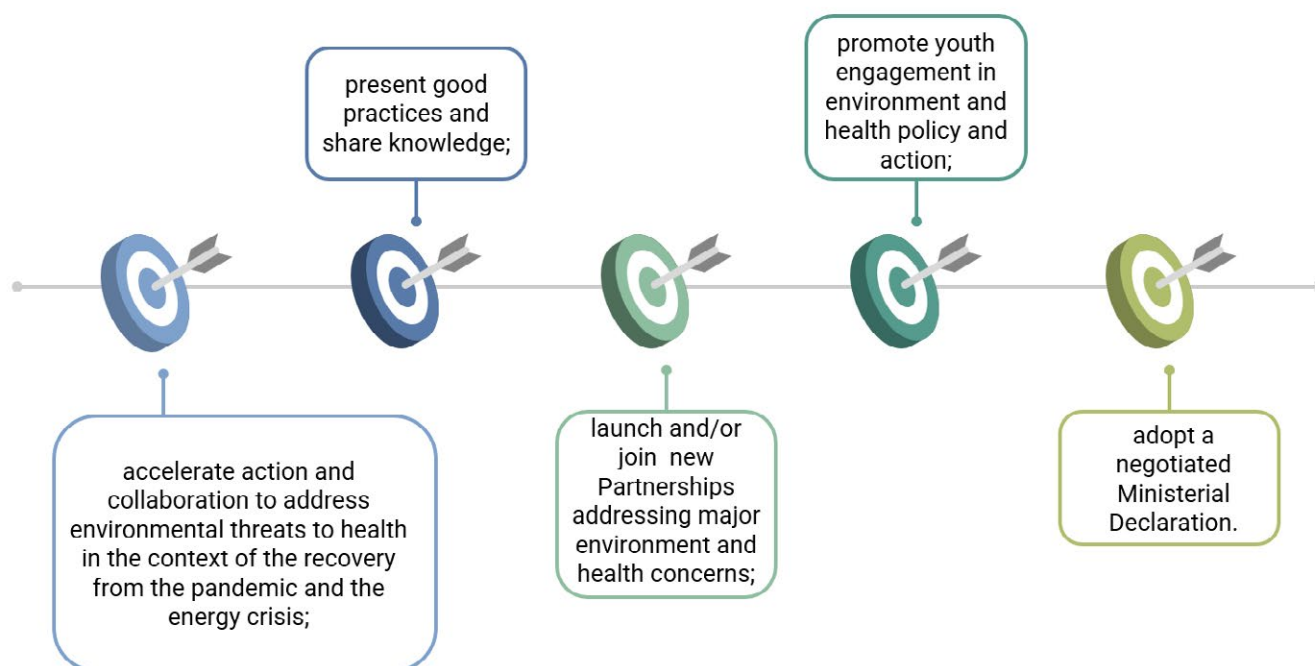 accelerate action and
collaboration to address
environmental threats to health
in the context of the recovery
from the pandemic and the
energy crisis;
present good
practices and
share knowledge;
launch and/or
join  new
Partnerships
addressing major
environment and
health concerns;
promote youth
engagement in
environment and
health policy and
action;
adopt a
negotiated
Ministerial
Declaration.